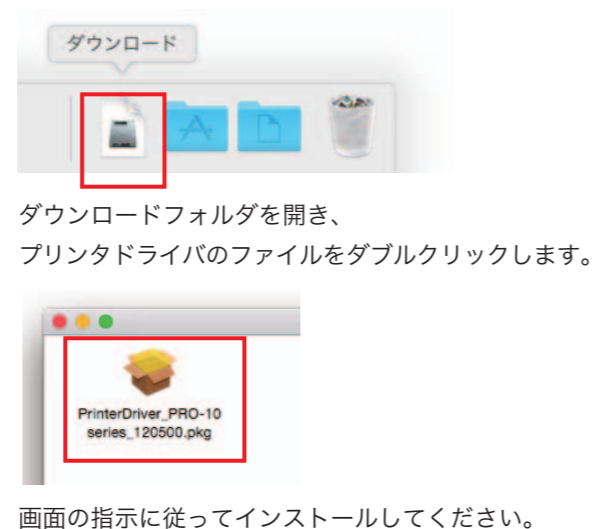 ダウンロード
ダウンロードフォルダを開き、
プリンタドライバのファイルをダブルクリックします。
PrinterDriver_PRO-10
series_120500.pkg
画面の指示に従ってインストールしてください。